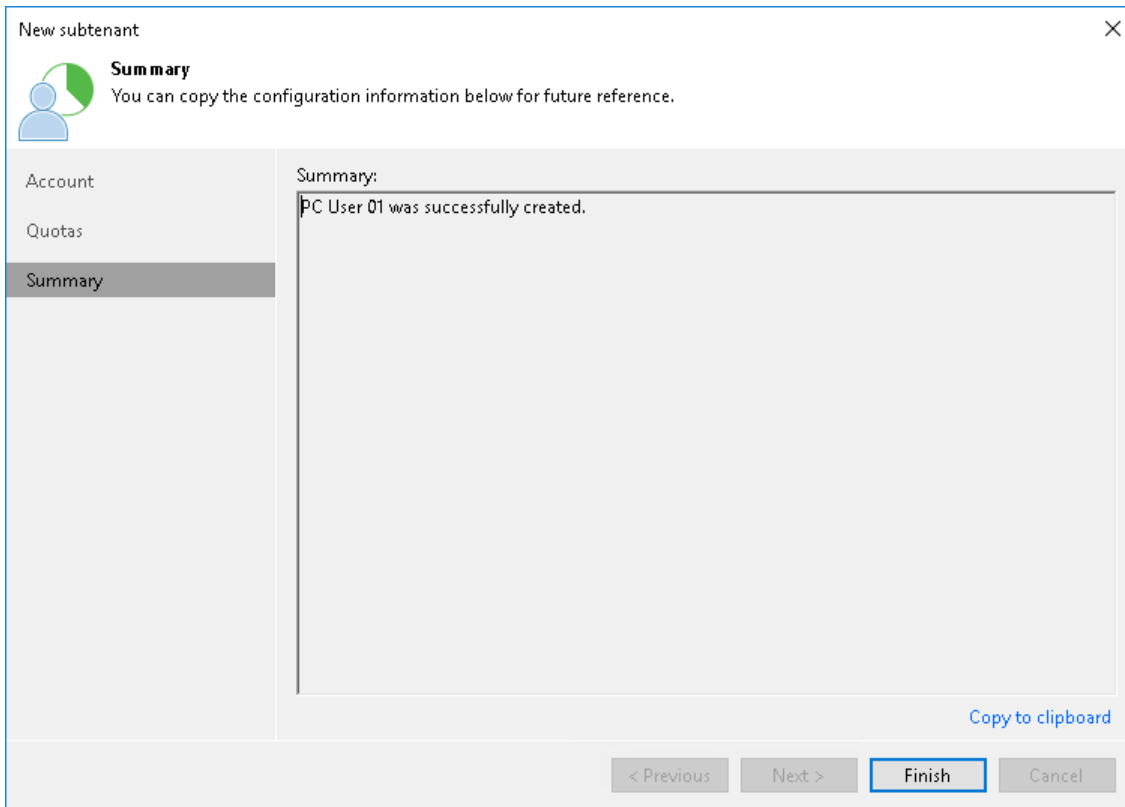 New subtenant
Summary
You can copy the configuration information below for future reference.
Account
Quotas
Summary
Summary:
PC User 01 was successfully created.
Copy to clipboard
< Previous
Next >
Finish
Cancel